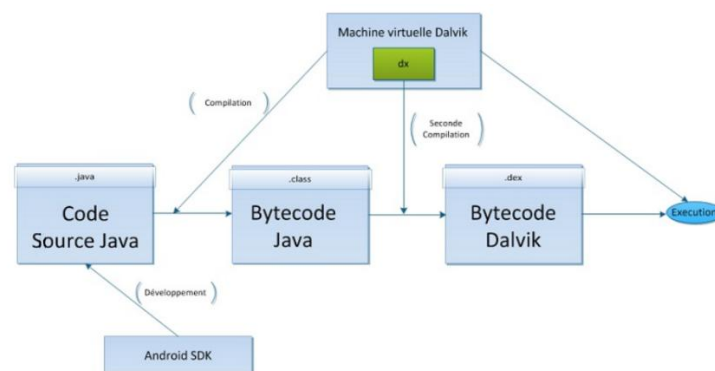 Machine virtuelle Dalvik
dx
Compilation
Seconde
Compilation
.java
.class
.dex
Code
Source Java
Bytecode
Java
Bytecode
Dalvik
Execution
Développement
Android SDK